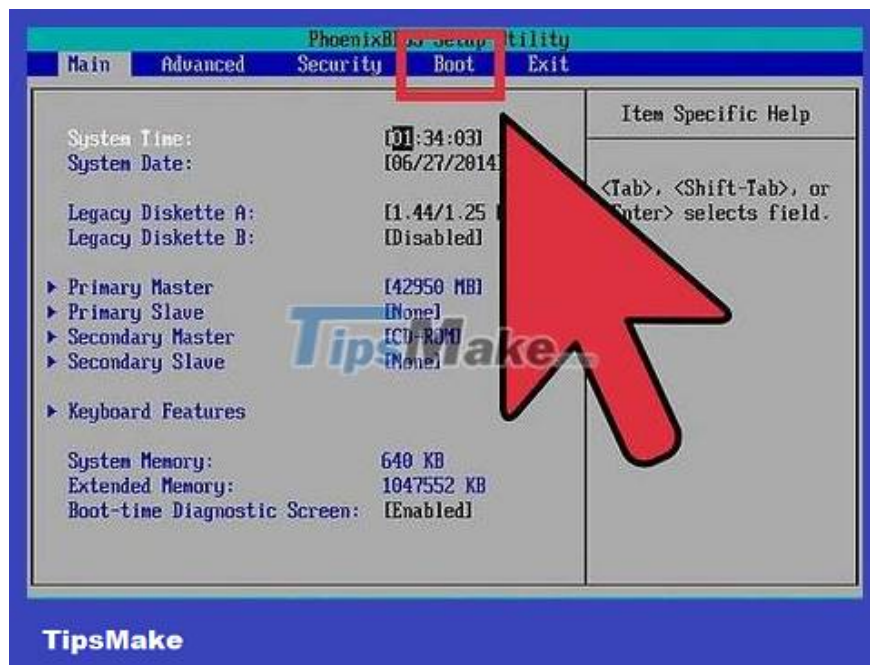 PhoenixBIOS Setup Utility
Main Advanced Security Boot Exit
Item Specific Help
System Time: [01:34:03]
System Date: [06/27/2014]
<Tab>, <Shift-Tab>, or
<Enter> selects field.
Legacy Diskette A: [1.44/1.25
Legacy Diskette B: [Disabled]
Primary Master [42950 MB]
Primary Slave [None]
Secondary Master [CD-ROM]
Secondary Slave [None]
TipsMake
Keyboard Features
System Memory: 640 KB
Extended Memory: 1047552 KB
Boot-time Diagnostic Screen: [Enabled]
TipsMake